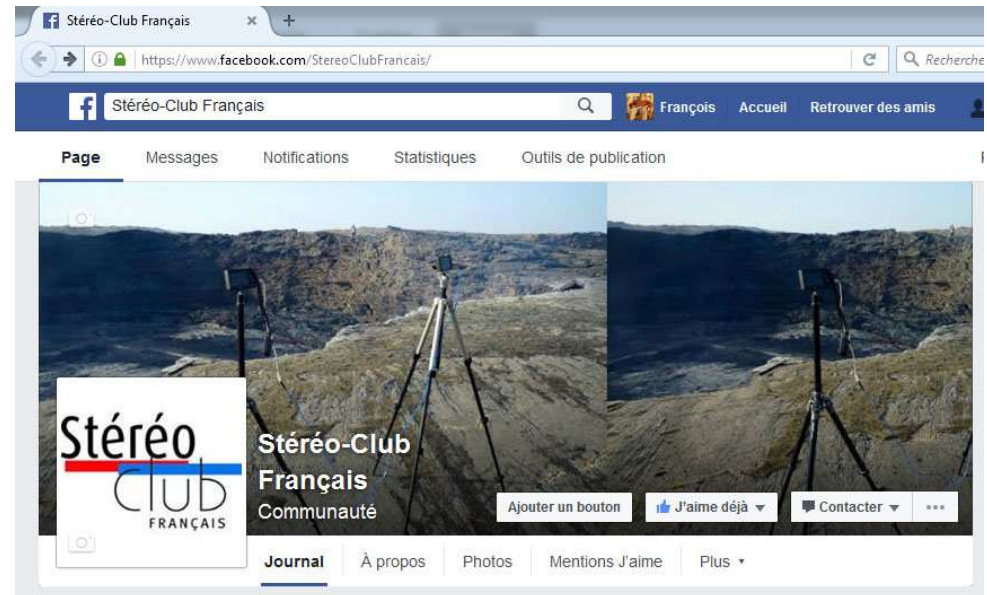 Stéréo-Club Français
https://www.facebook.com/StereoClubFrancais/
Recherche
Stéréo-Club Français
François Accueil Retrouver des amis
Page Messages Notifications Statistiques Outils de publication
Stéréo
Club
FRANÇAIS
Stéréo-Club
Français
Communauté
Ajouter un bouton J'aime déjà Contacter
Journal À propos Photos Mentions J'aime Plus